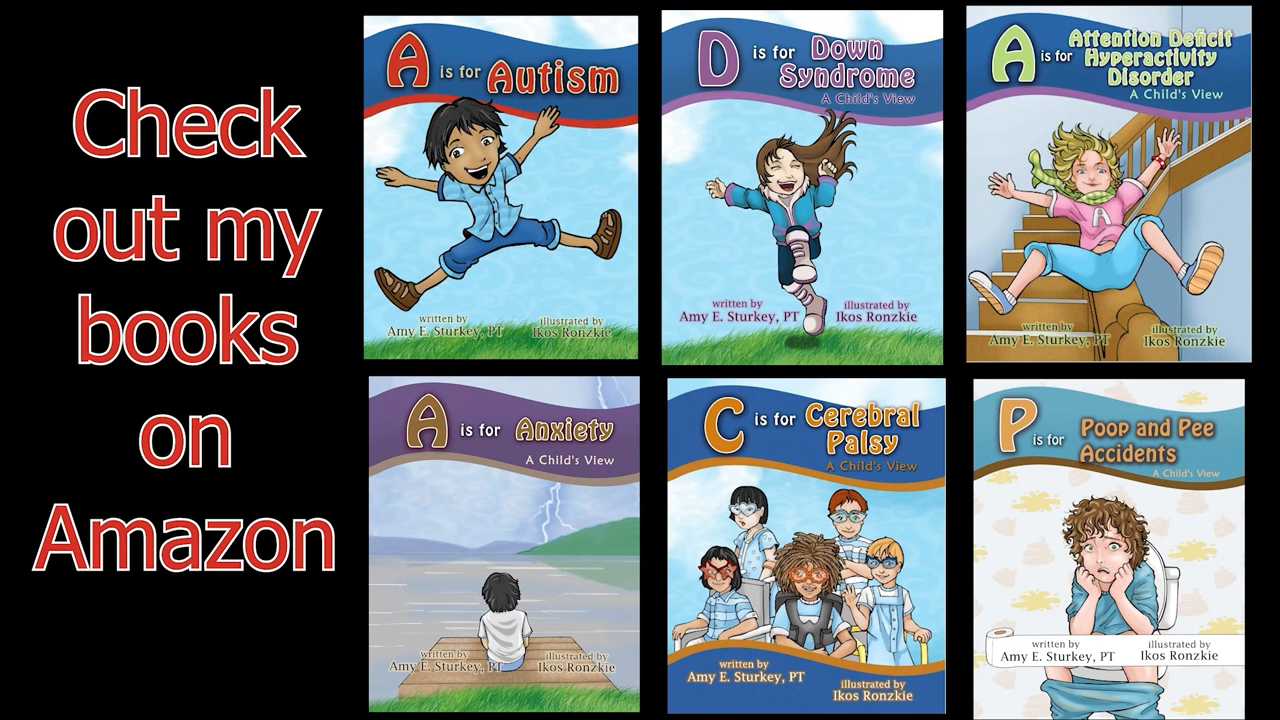 Check
out my
books
on
Amazon
A is for Autism
written by
Amy E. Sturkey, PT
illustrated by
Ikos Ronzkie
D is for Down
Syndrome
A Child's View
written by
Amy E. Sturkey, PT
illustrated by
Ikos Ronzkie
A is for Attention Deficit
Hyperactivity
Disorder
A Child's View
A
written by
Amy E. Sturkey, PT
illustrated by
Ikos Ronzkie
A is for Anxiety
A Child's View
written by
Amy E. Sturkey, PT
illustrated by
Ikos Ronzkie
C is for Cerebral
Palsy
A Child's View
written by
Amy E. Sturkey, PT
illustrated by
Ikos Ronzkie
P is for Poop and Pee
Accidents
A Child's View
written by
Amy E. Sturkey, PT
illustrated by
Ikos Ronzkie